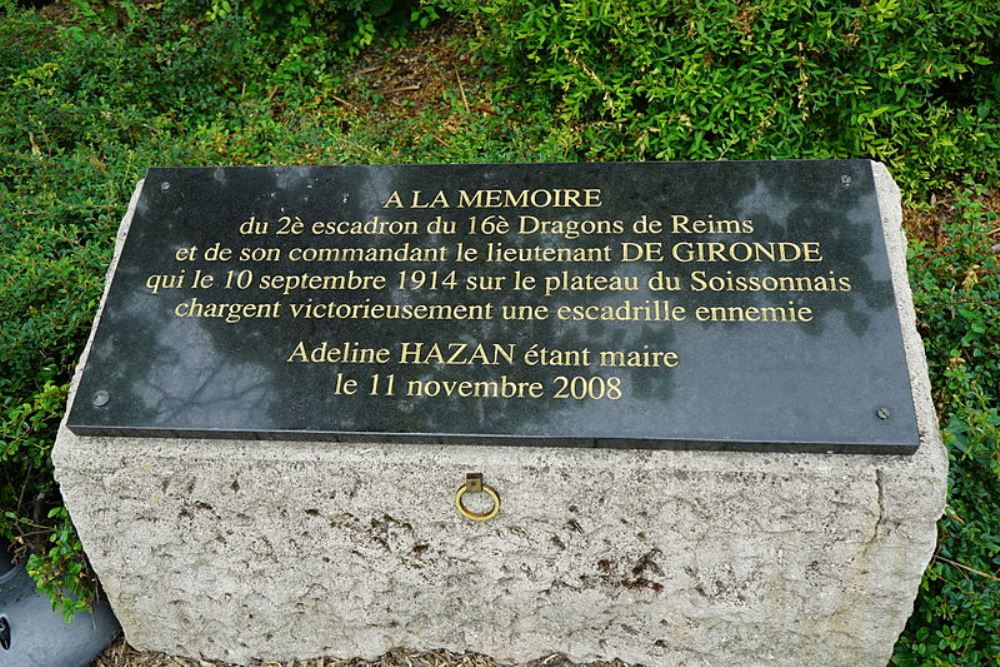 A LA MEMOIRE
du 2è escadron du 16è Dragons de Reims
et de son commandant le lieutenant DE GIRONDE
qui le 10 septembre 1914 sur le plateau du Soissonnais
chargent victorieusement une escadrille ennemie
Adeline HAZAN étant maire
le 11 novembre 2008